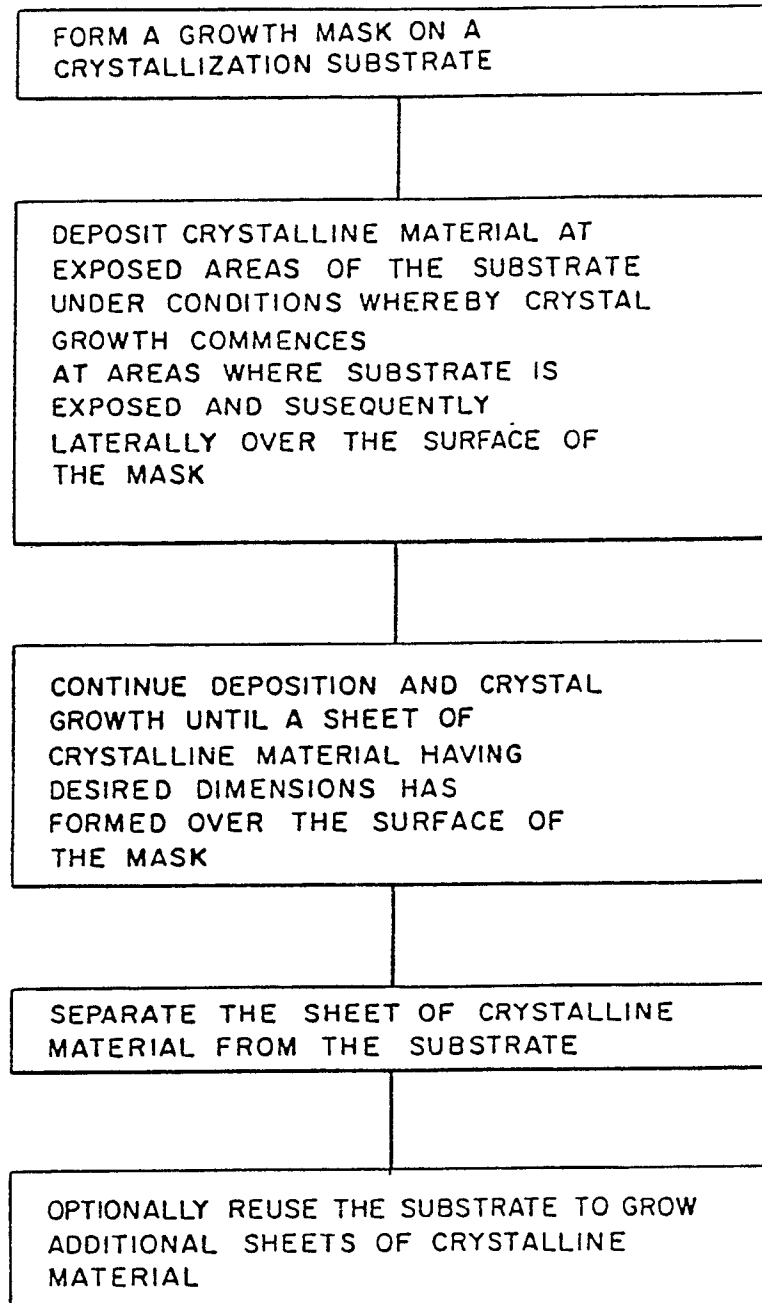 FORM A GROWTH MASK ON A
CRYSTALLIZATION SUBSTRATE
DEPOSIT CRYSTALLINE MATERIAL AT
EXPOSED AREAS OF THE SUBSTRATE
UNDER CONDITIONS WHEREBY CRYSTAL
GROWTH COMMENCES
AT AREAS WHERE SUBSTRATE IS
EXPOSED AND SUSEQUENTLY
LATERALLY OVER THE SURFACE OF
THE MASK
CONTINUE DEPOSITION AND CRYSTAL
GROWTH UNTIL A SHEET OF
CRYSTALLINE MATERIAL HAVING
DESIRED DIMENSIONS HAS
FORMED OVER THE SURFACE OF
THE MASK
SEPARATE THE SHEET OF CRYSTALLINE
MATERIAL FROM THE SUBSTRATE
OPTIONALLY REUSE THE SUBSTRATE TO GROW
ADDITIONAL SHEETS OF CRYSTALLINE
MATERIAL